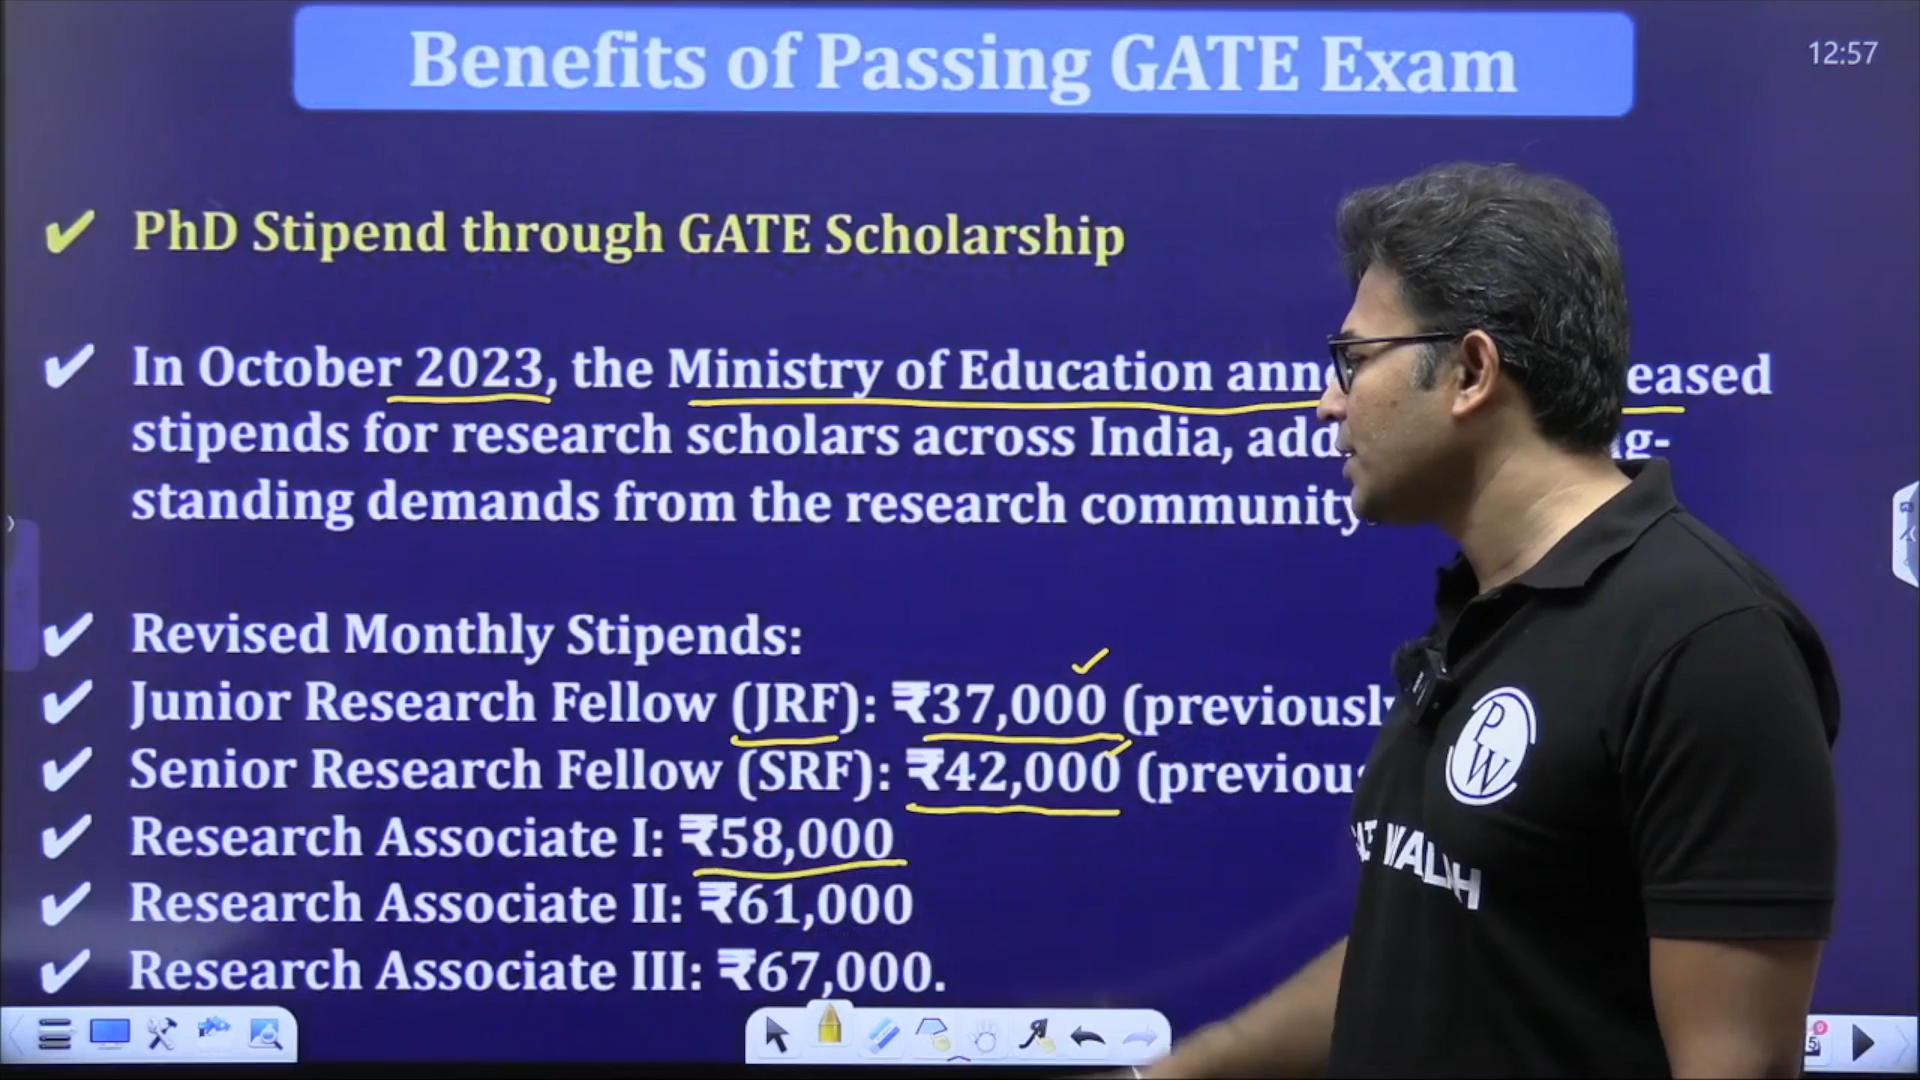 Benefits of Passing GATE Exam
12:57
✔ PhD Stipend through GATE Scholarship
✔ In October 2023, the Ministry of Education eased
stipends for research scholars across India,
standing demands from the research community
✔ Revised Monthly Stipends:
✔ Junior Research Fellow (JRF): ₹37,000 (previously
✔ Senior Research Fellow (SRF): ₹42,000
✔ Research Associate I: ₹58,000
✔ Research Associate II: ₹61,000
✔ Research Associate III: ₹67,000.
PW